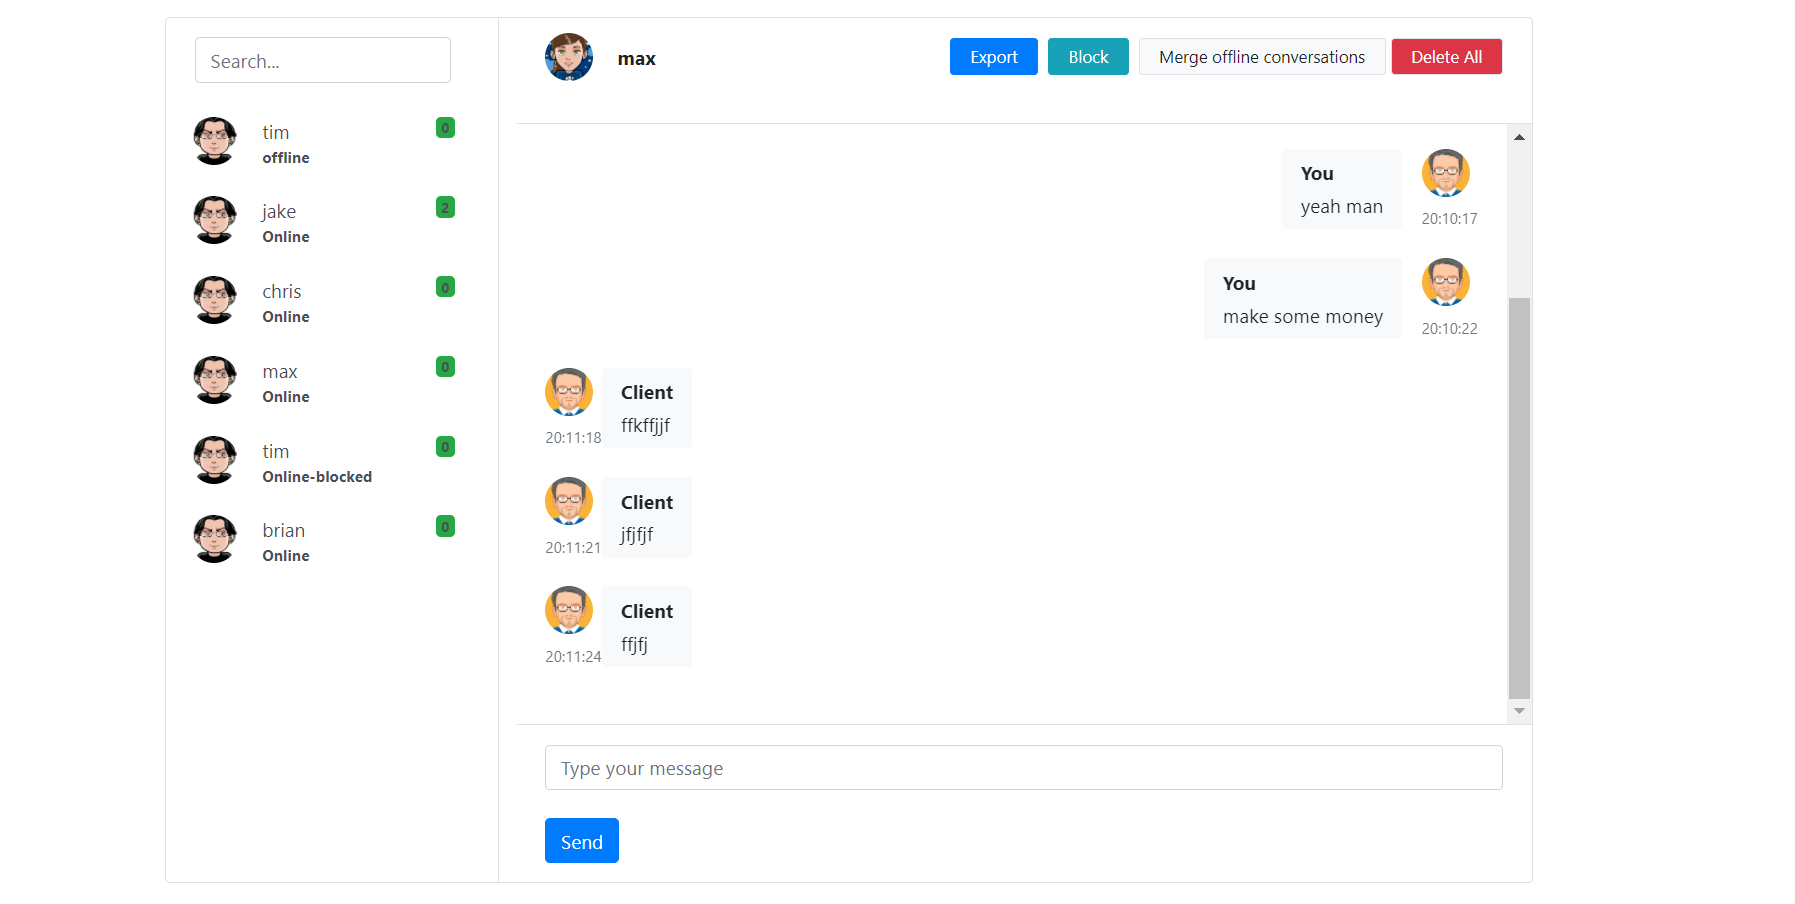 Search...
tim
0
offline
jake
2
Online
chris
0
Online
max
0
Online
tim
0
Online-blocked
brian
0
Online
max
Export
Block
Merge offline conversations
Delete All
You
yeah man
20:10:17
You
make some money
20:10:22
Client
ffkffjjf
20:11:18
Client
jfjfjf
20:11:21
Client
ffjfj
20:11:24
Type your message
Send